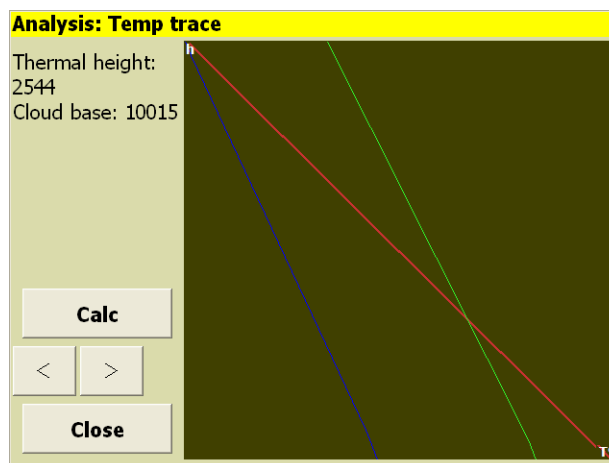 Analysis: Temp trace
h
Thermal height:
2544
Cloud base: 10015
Calc
< >
Close
T